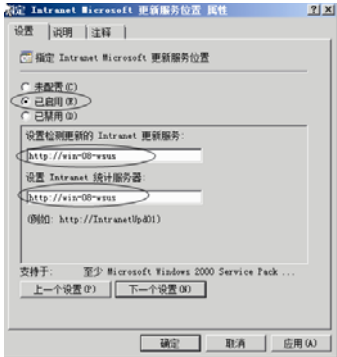 指定 Intranet Microsoft 更新服务位置 属性
设置 说明 注释
指定 Intranet Microsoft 更新服务位置
未配置(C)
已启用(E)
已禁用(D)
设置检测更新的 Intranet 更新服务:
http://win-08-wsus
设置 Intranet 统计服务器:
http://win-08-wsus
(例如: http://IntranetUpd01)
支持于: 至少 Microsoft Windows 2000 Service Pack ...
上一个设置(P) 下一个设置(N)
确定 取消 应用(A)